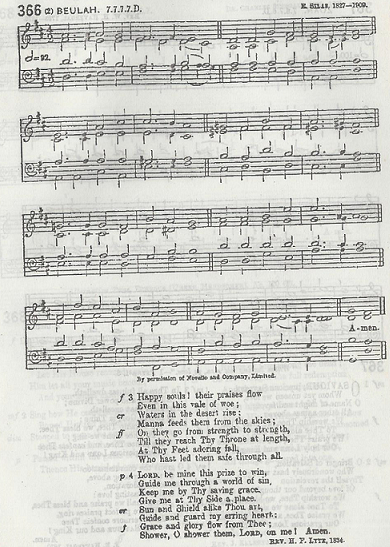 366 (2) BEULAH. 7.7.7.7.D. E. SILAS, 1827—1909.
=92.
A-men.
By permission of Novello and Company, Limited.
f 3 Happy souls! their praises flow
Even in this vale of woe;
cr Waters in the desert rise;
Manna feeds them from the skies;
ff On they go from strength to strength,
Till they reach Thy Throne at length,
At Thy Feet adoring fall,
Who hast led them safe through all.
p 4 LORD, be mine this prize to win,
Guide me through a world of sin,
Keep me by Thy saving grace,
Give me at Thy Side a place.
cr Sun and Shield alike Thou art,
Guide and guard my erring heart:
f Grace and glory flow from Thee;
Shower, O shower them, LORD, on me! Amen.
REV. H. F. LYTE, 1834.